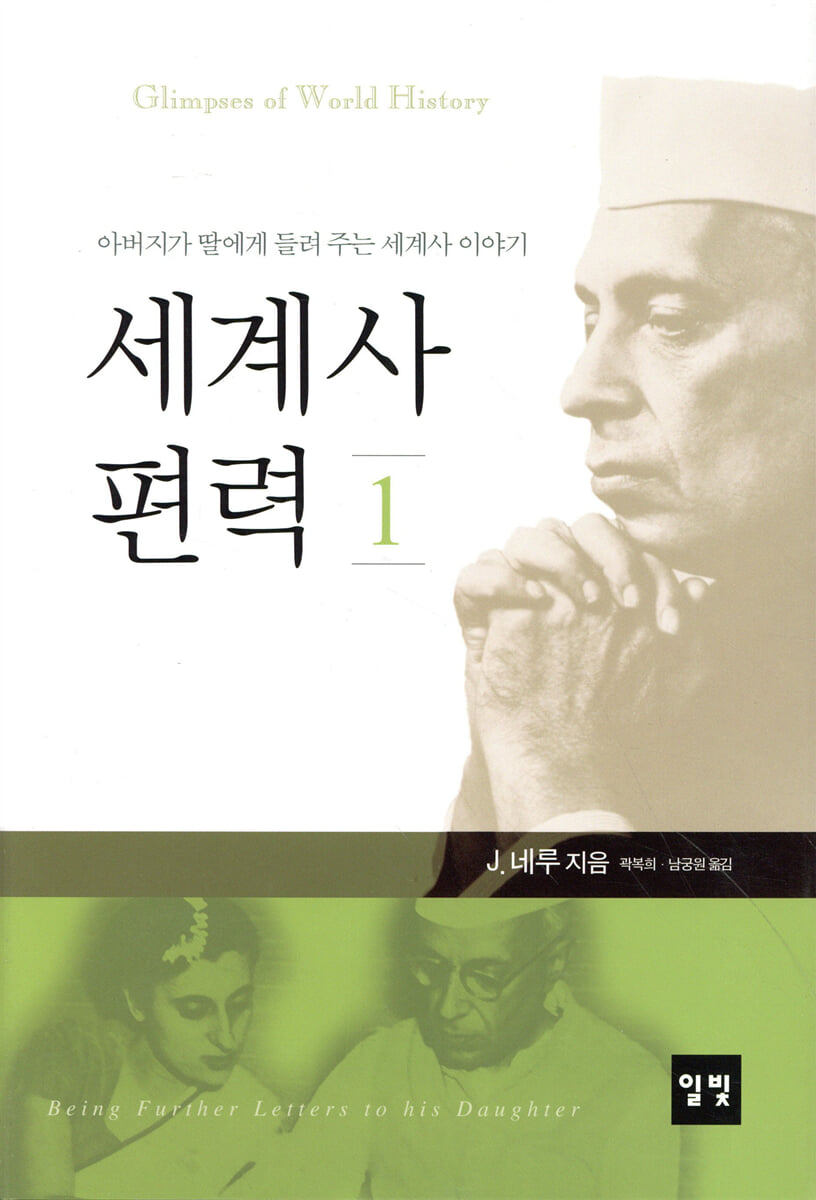 Glimpses of World History
아버지가 딸에게 들려 주는 세계사 이야기
세계사
편력 1
J. 네루 지음 곽복희·남궁원 옮김
Being Further Letters to his Daughter
일빛